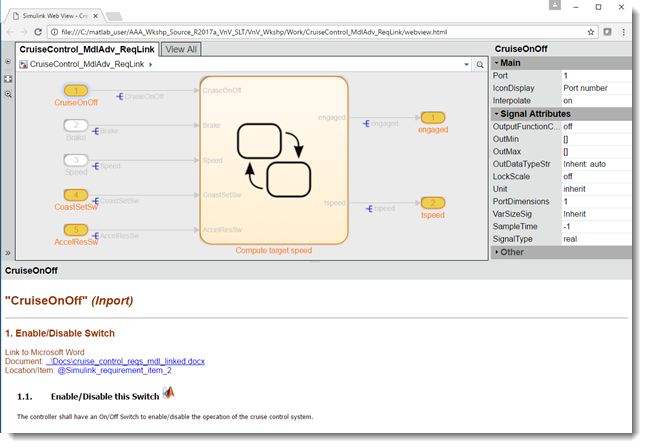 Simulink Web View - Cru
file:///C:/matlab_user/AAA_Wkshp_Source_R2017a_VnV_SLT/VnV_Wkshp/Work/CruiseControl_MdlAdv_ReqLink/webview.html
CruiseControl_MdlAdv_ReqLink View All
CruiseControl_MdlAdv_ReqLink
1
CruiseOnOff
CruiseOnOff
CruiseOnOff
2
Brake
Brake
Brake
3
Speed
Speed
Speed
4
CoastSetSw
CoastSetSw
CoastSetSw
5
AccelResSw
AccelResSw
AccelResSw
engaged
engaged
1
engaged
tspeed
tspeed
2
tspeed
Compute target speed
CruiseOnOff
Main
Port 1
IconDisplay Port number
Interpolate on
Signal Attributes
OutputFunctionC... off
OutMin []
OutMax []
OutDataTypeStr Inherit: auto
LockScale off
Unit inherit
PortDimensions 1
VarSizeSig Inherit
SampleTime -1
SignalType real
Other
CruiseOnOff
"CruiseOnOff" (Inport)
1. Enable/Disable Switch
Link to Microsoft Word
Document: ..\Docs\cruise_control_reqs_mdl_linked.docx
Location/Item: @Simulink_requirement_item_2
1.1. Enable/Disable this Switch
The controller shall have an On/Off Switch to enable/disable the operation of the cruise control system.